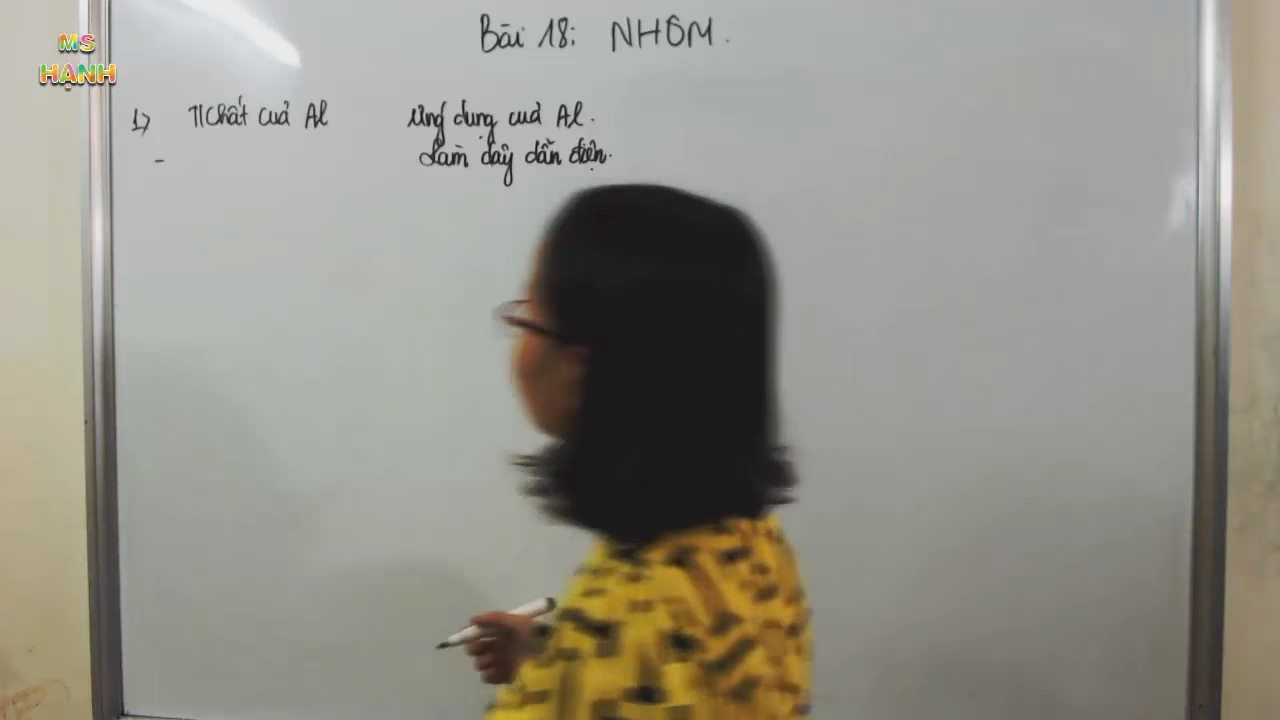 MS
HẠNH
Bài 18: NHÔM.
1) T/chất của Al
Ứng dụng của Al.
-
Làm dây dẫn điện.